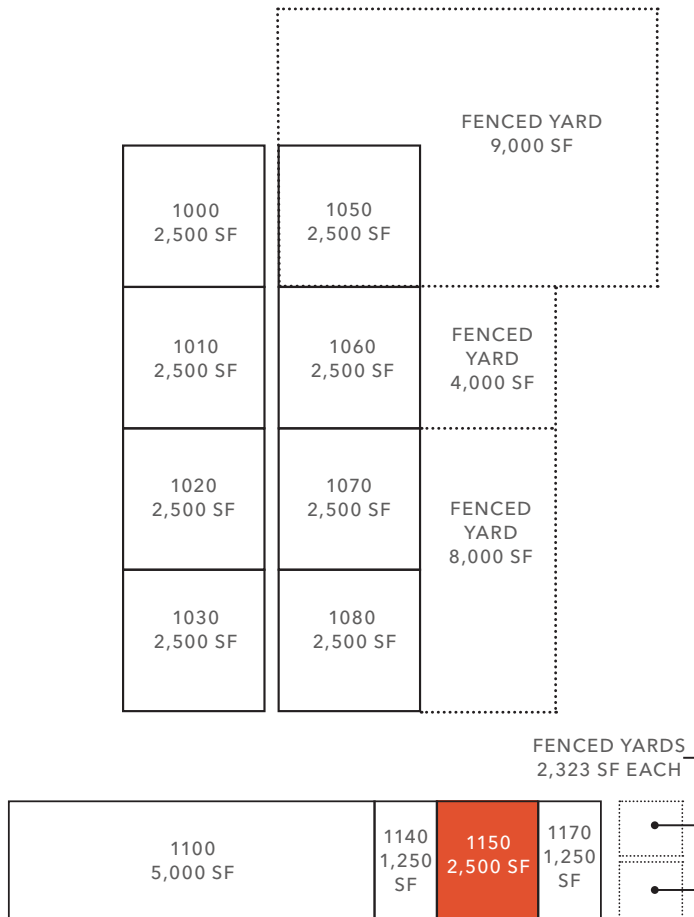 FENCED YARD
9,000 SF
1000
2,500 SF
1050
2,500 SF
1010
2,500 SF
1060
2,500 SF
FENCED
YARD
4,000 SF
1020
2,500 SF
1070
2,500 SF
FENCED
YARD
8,000 SF
1030
2,500 SF
1080
2,500 SF
FENCED YARDS
2,323 SF EACH
1100
5,000 SF
1140
1,250
SF
1150
2,500 SF
1170
1,250
SF